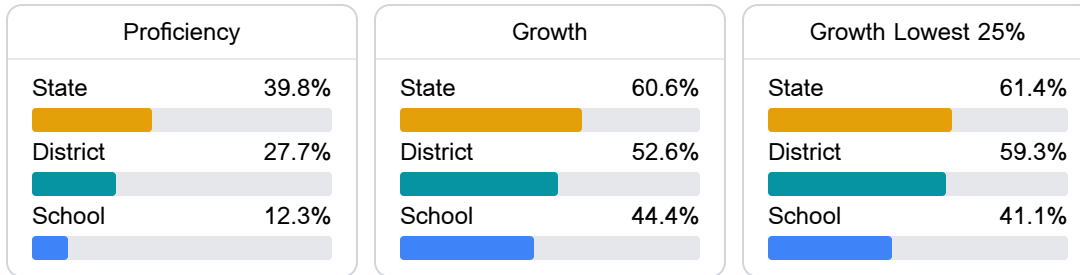 Proficiency
State 39.8%
District 27.7%
School 12.3%
Growth
State 60.6%
District 52.6%
School 44.4%
Growth Lowest 25%
State 61.4%
District 59.3%
School 41.1%